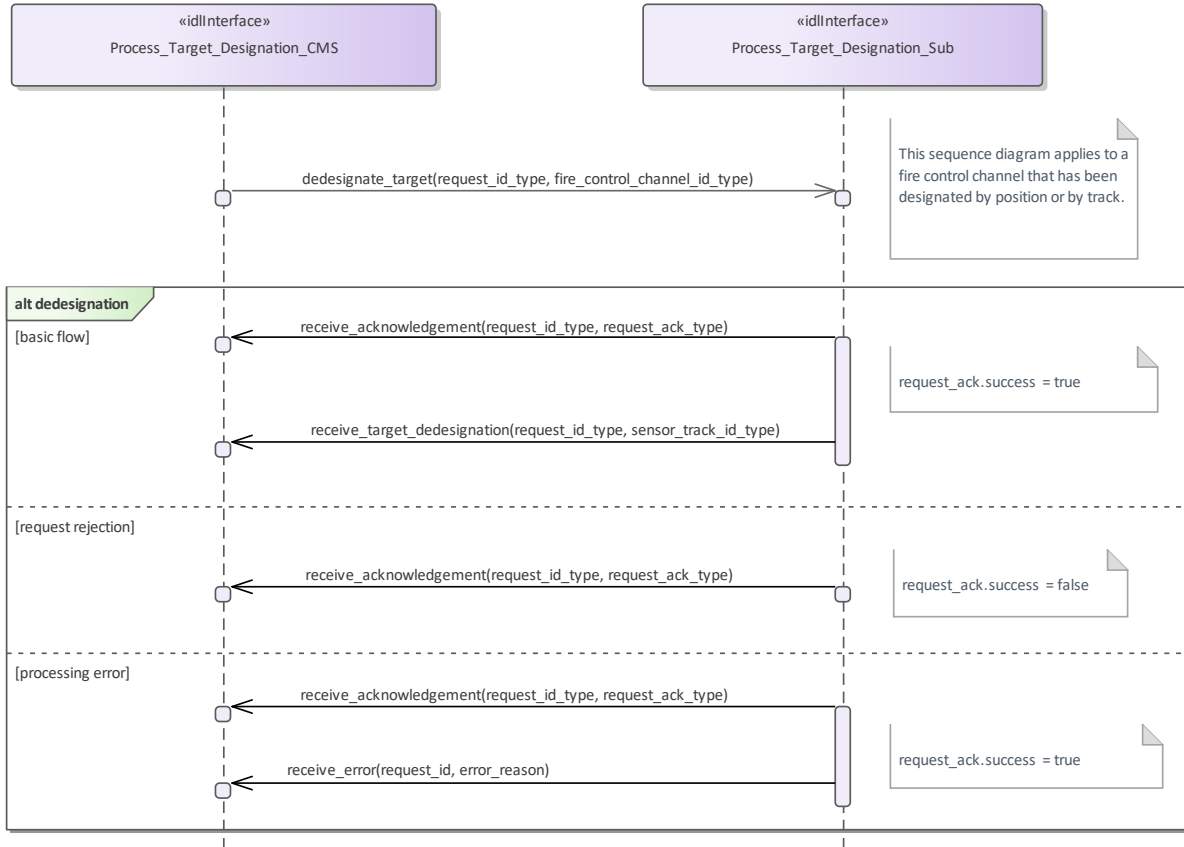 «idlInterface»
Process_Target_Designation_CMS
«idlInterface»
Process_Target_Designation_Sub
dedesignate_target(request_id_type, fire_control_channel_id_type)
This sequence diagram applies to a
fire control channel that has been
designated by position or by track.
alt dedesignation
[basic flow]
receive_acknowledgement(request_id_type, request_ack_type)
request_ack.success = true
receive_target_dedesignation(request_id_type, sensor_track_id_type)
[request rejection]
receive_acknowledgement(request_id_type, request_ack_type)
request_ack.success = false
[processing error]
receive_acknowledgement(request_id_type, request_ack_type)
request_ack.success = true
receive_error(request_id, error_reason)